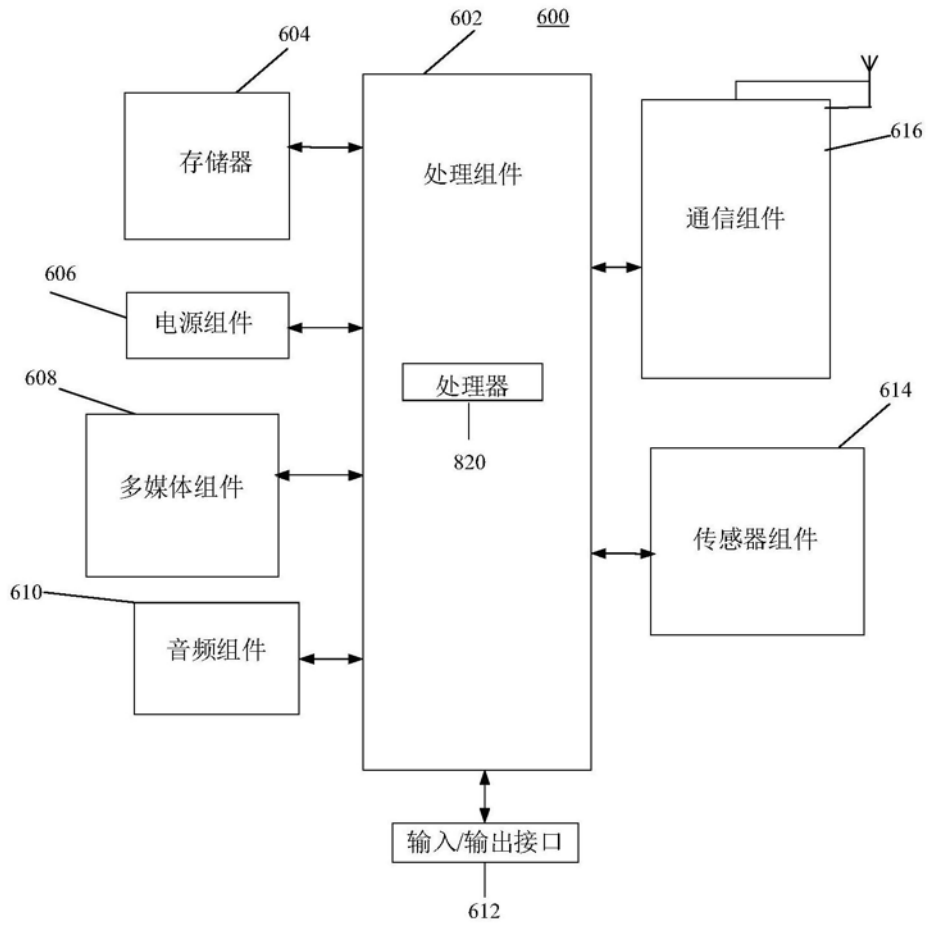 604
602
600
存储器
处理组件
616
通信组件
606
电源组件
608
处理器
614
820
多媒体组件
传感器组件
610
音频组件
输入/输出接口
612